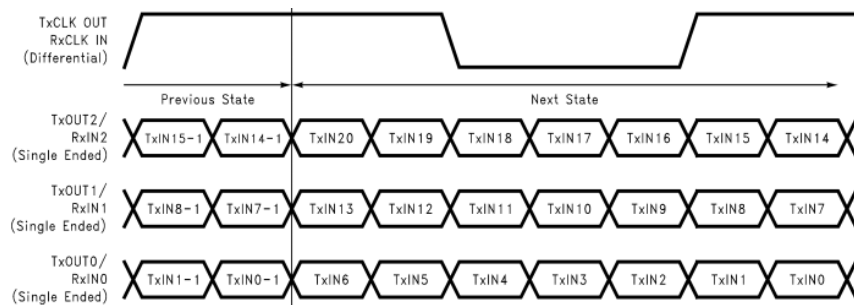 TxCLK OUT
RxCLK IN
(Differential)
Previous State
Next State
TxOUT2/
RxIN2
(Single Ended)
TxIN15-1 TxIN14-1 TxIN20 TxIN19 TxIN18 TxIN17 TxIN16 TxIN15 TxIN14
TxOUT1/
RxIN1
(Single Ended)
TxIN8-1 TxIN7-1 TxIN13 TxIN12 TxIN11 TxIN10 TxIN9 TxIN8 TxIN7
TxOUT0/
RxIN0
(Single Ended)
TxIN1-1 TxIN0-1 TxIN6 TxIN5 TxIN4 TxIN3 TxIN2 TxIN1 TxIN0